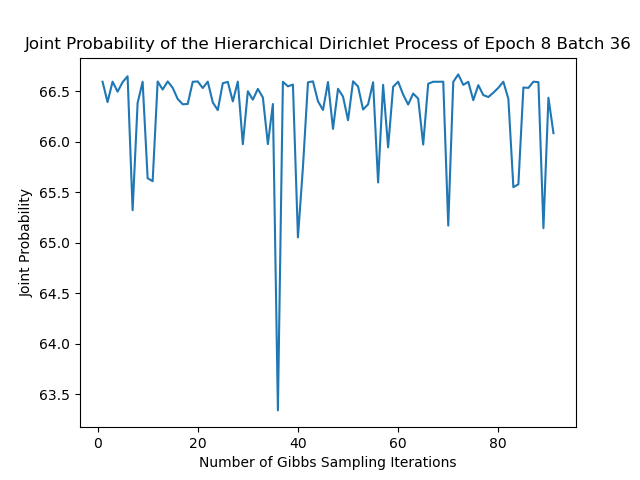 Joint Probability of the Hierarchical Dirichlet Process of Epoch 8 Batch 36
Joint Probability
66.5
66.0
65.5
65.0
64.5
64.0
63.5
0 20 40 60 80
Number of Gibbs Sampling Iterations